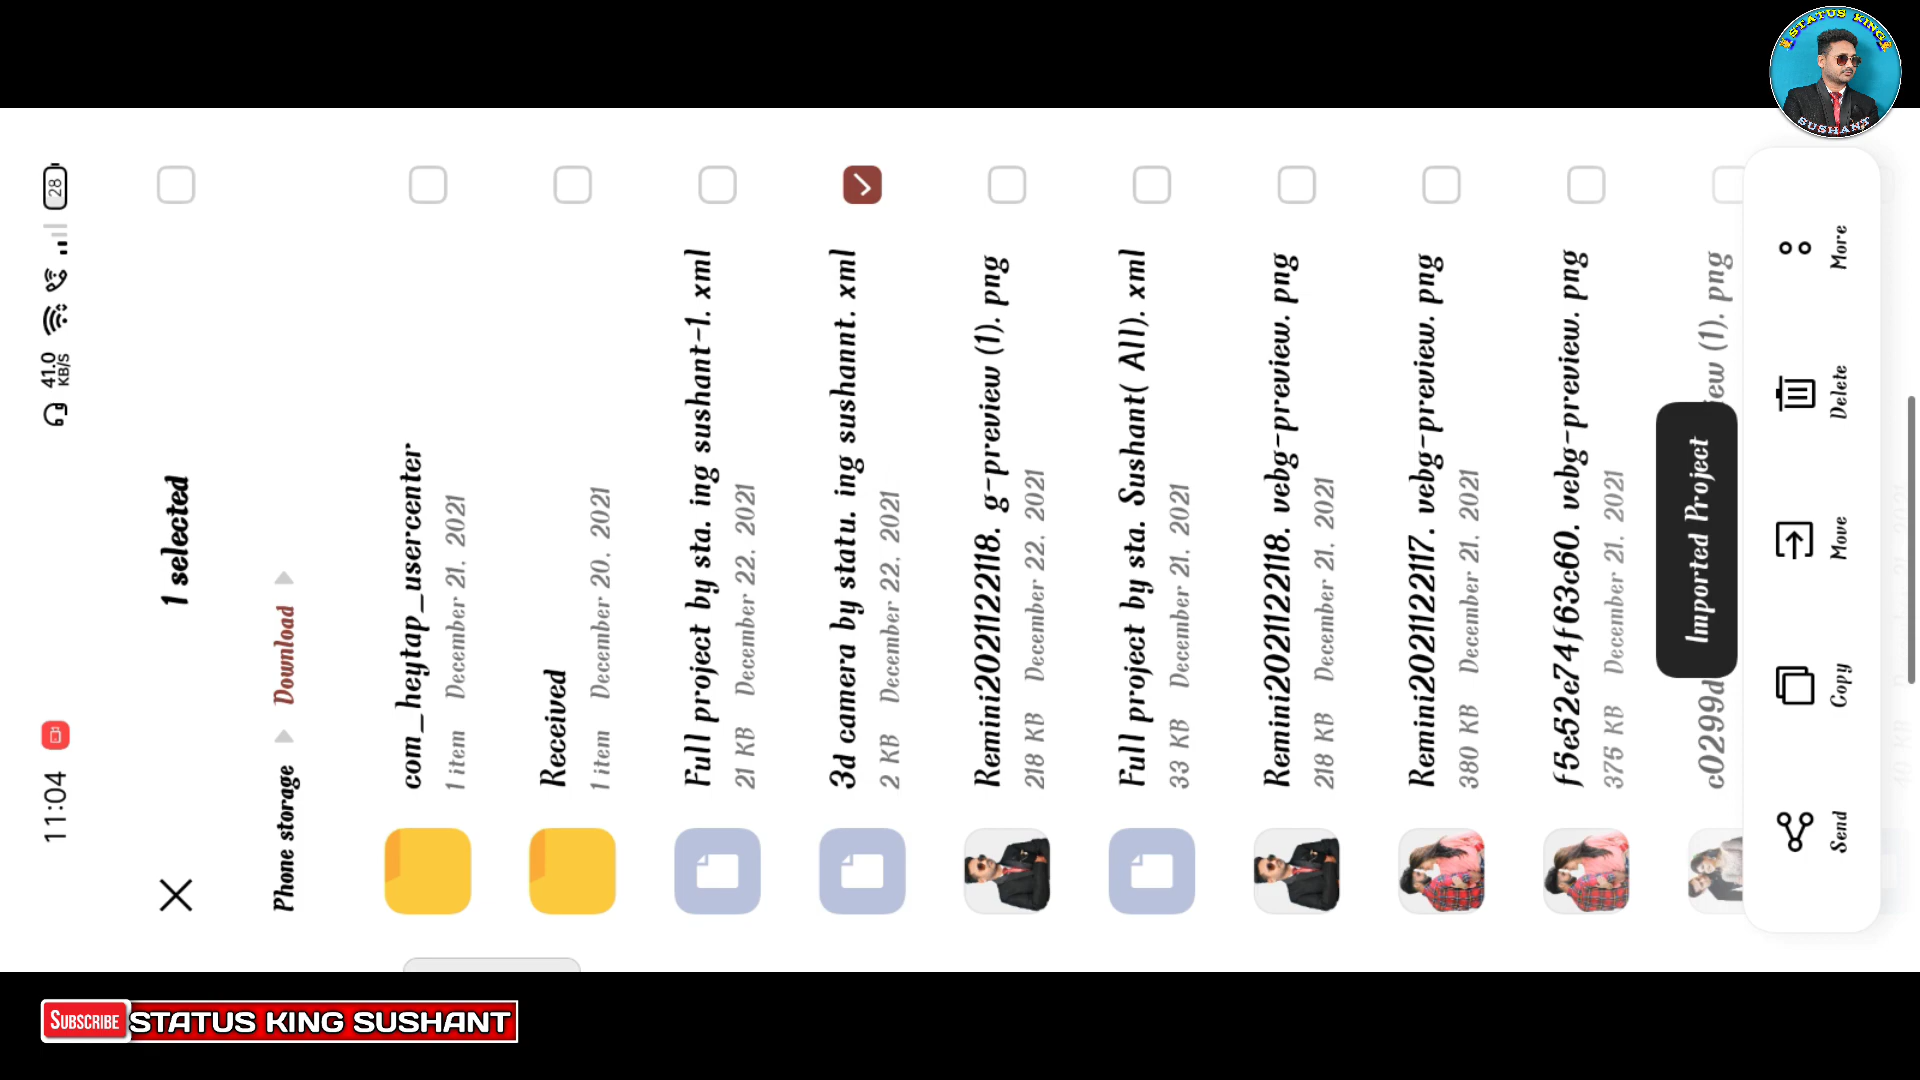 STATUS KING
SUSHANT
11:04
41.0
KB/s
28
1 selected
Phone storage
Download
com_heytap_usercenter
1 item December 21. 2021
Received
1 item December 20. 2021
Full project by sta. ing sushant-1. xml
21 KB December 22. 2021
3d camera by statu. ing sushannt. xml
2 KB December 22. 2021
Remini20211122118. g-preview (1). png
218 KB December 22. 2021
Full project by sta. Sushant( All). xml
33 KB December 21. 2021
Remini20211122118. vebg-preview. png
218 KB December 21. 2021
Remini20211122117. vebg-preview. png
380 KB December 21. 2021
f5e52e74f63c60. vebg-preview. png
375 KB December 21. 2021
c0299d ew (1). png
Imported Project
Send
Copy
Move
Delete
More
SUBSCRIBE
STATUS KING SUSHANT